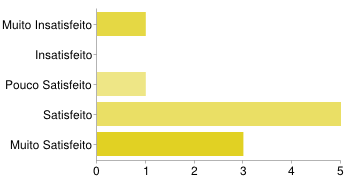 Muito Insatisfeito
Insatisfeito
Pouco Satisfeito
Satisfeito
Muito Satisfeito
0 1 2 3 4 5